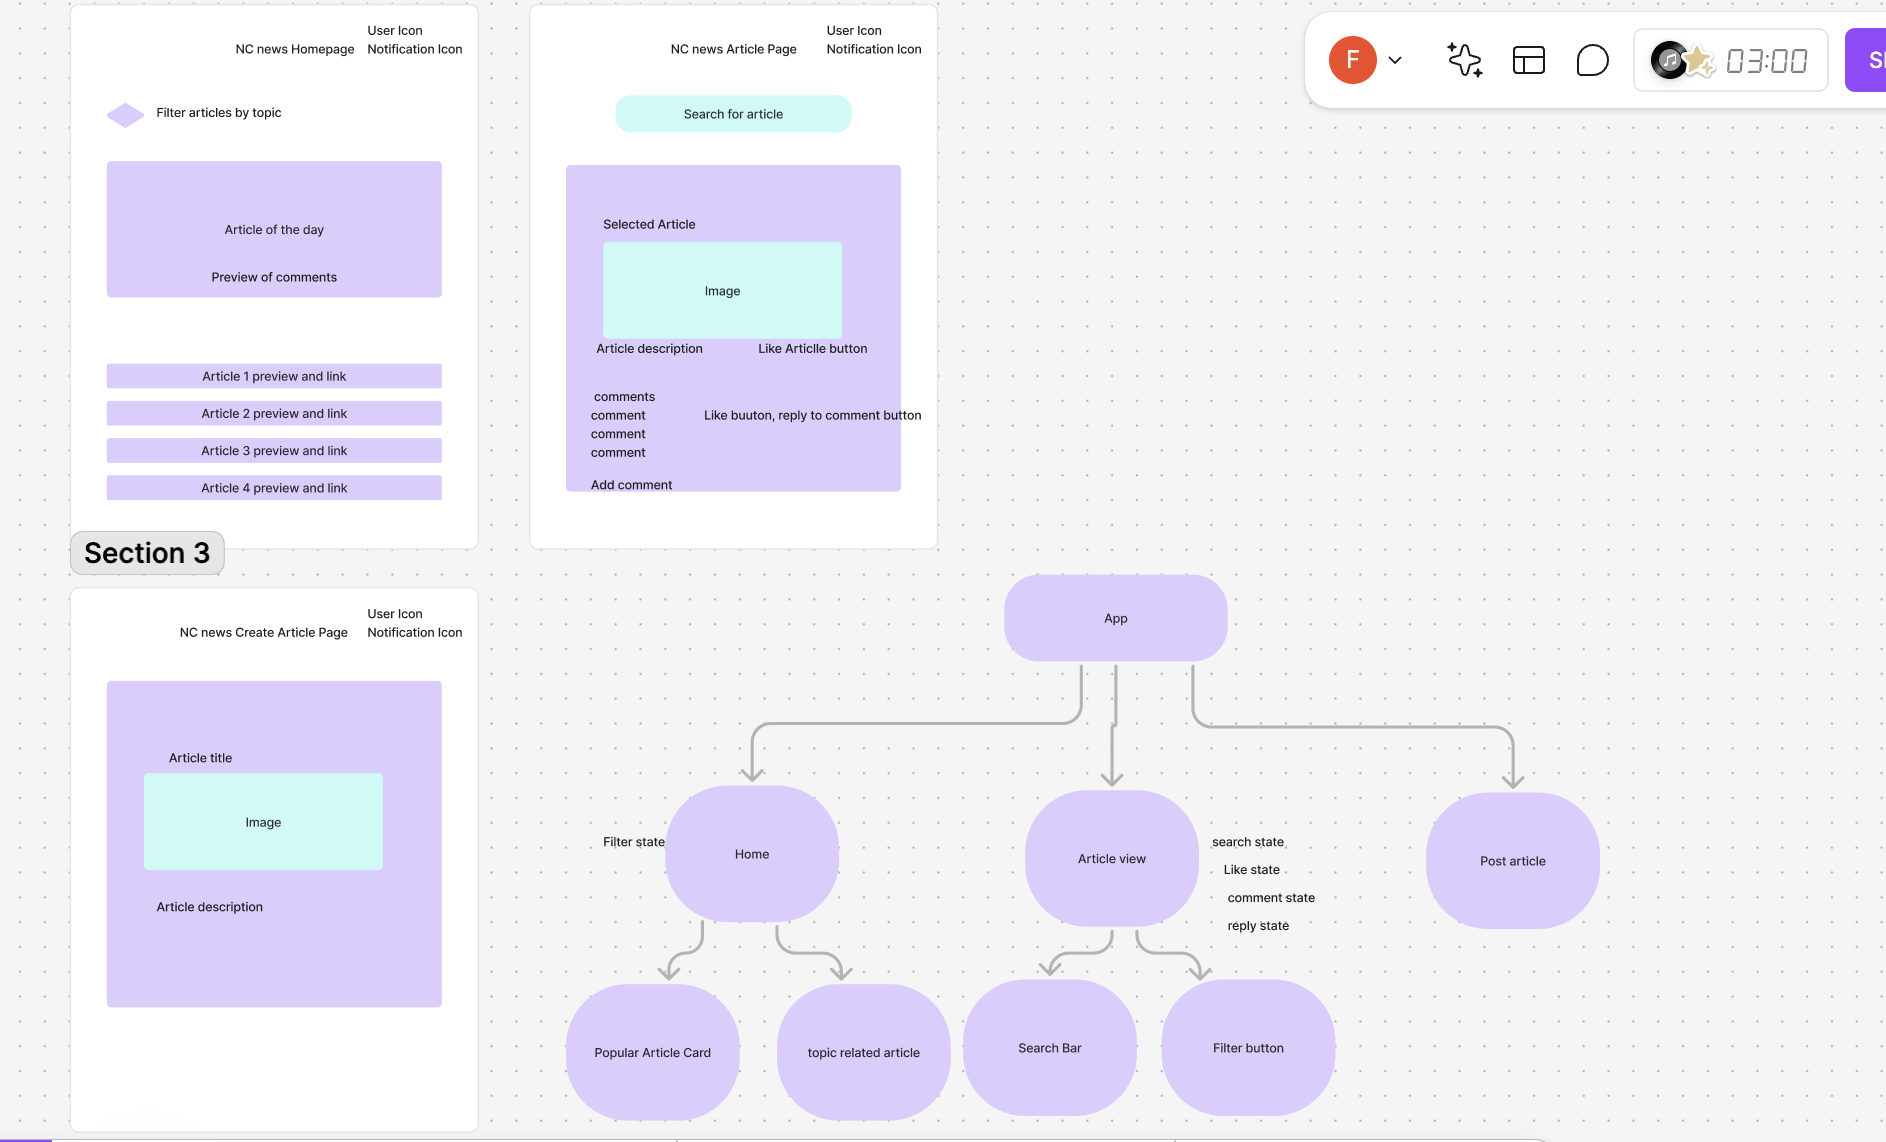 User Icon
NC news Homepage
Notification Icon
Filter articles by topic
Article of the day
Preview of comments
Article 1 preview and link
Article 2 preview and link
Article 3 preview and link
Article 4 preview and link
User Icon
NC news Article Page
Notification Icon
Search for article
Selected Article
Image
Article description
Like Articlle button
comments
comment
Like buuton, reply to comment button
comment
comment
Add comment
F
03:00
Section 3
User Icon
NC news Create Article Page
Notification Icon
Article title
Image
Article description
App
Filter state
Home
Article view
search state
Like state
comment state
reply state
Post article
Popular Article Card
topic related article
Search Bar
Filter button